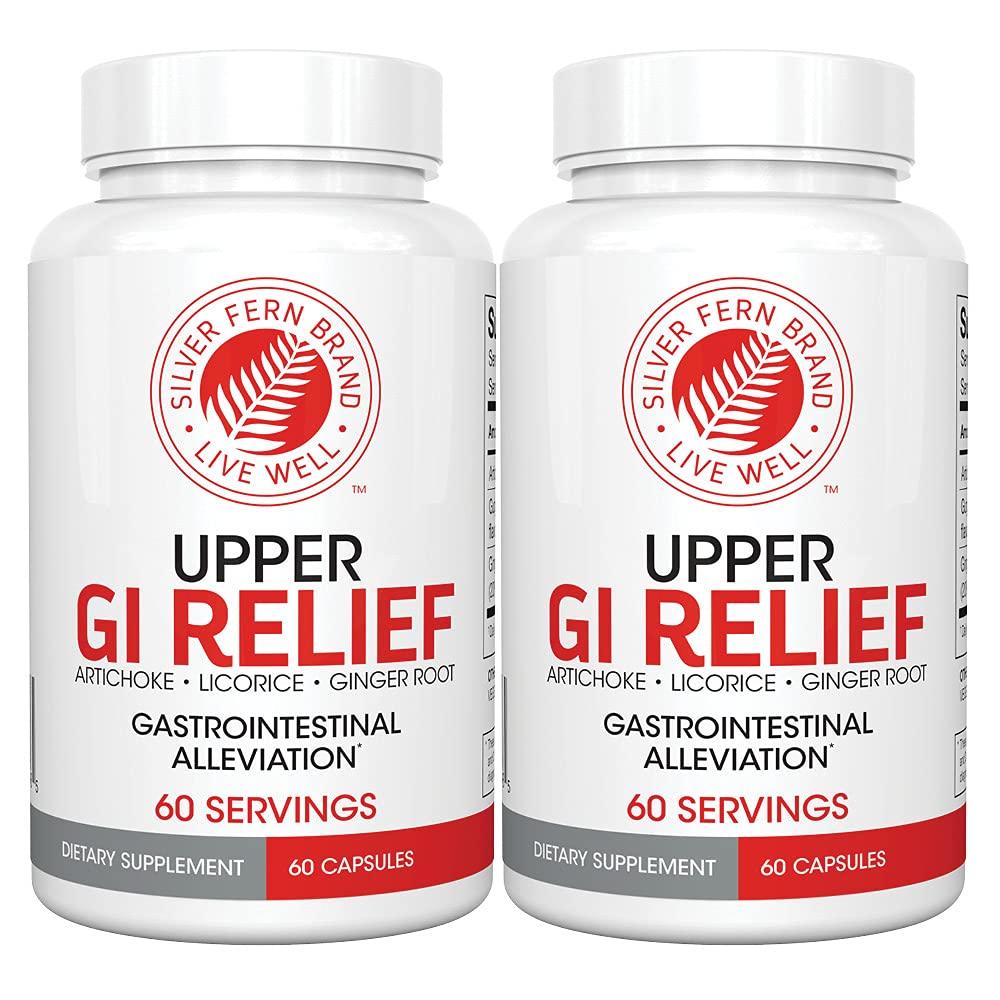 SILVER FERN BRAND
• LIVE WELL •
™
UPPER
GI RELIEF
ARTICHOKE • LICORICE • GINGER ROOT
GASTROINTESTINAL
ALLEVIATION*
60 SERVINGS
DIETARY SUPPLEMENT 60 CAPSULES
5
SILVER FERN BRAND
• LIVE WELL •
™
UPPER
GI RELIEF
ARTICHOKE • LICORICE • GINGER ROOT
GASTROINTESTINAL
ALLEVIATION*
60 SERVINGS
DIETARY SUPPLEMENT 60 CAPSULES
5